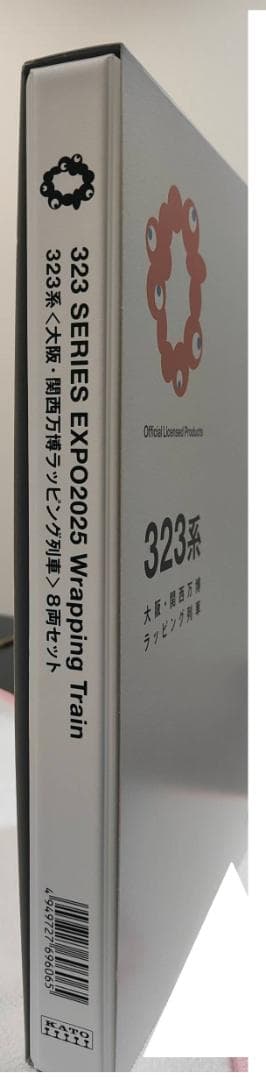 323 SERIES EXPO2025 Wrapping Train
323系〈大阪・関西万博ラッピング列車〉8両セット
4949727696065
KATO
Official Licensed Products
323系
大阪・関西万博
ラッピング列車